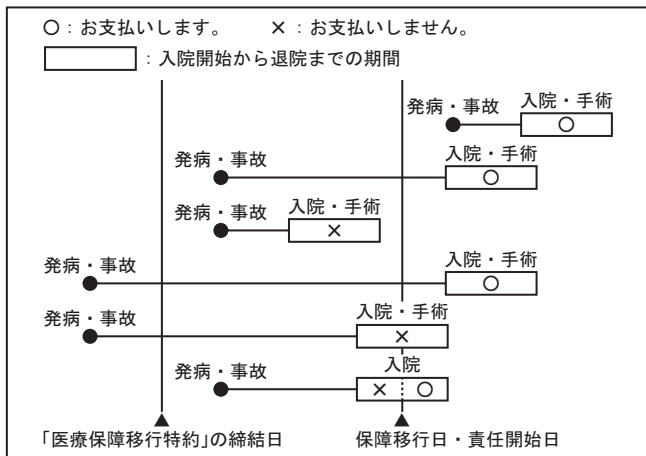 ○：お支払いします。　×：お支払いしません。
：入院開始から退院までの期間
発病・事故　入院・手術
○
発病・事故　入院・手術
○
発病・事故　入院・手術
×
発病・事故　入院・手術
○
発病・事故　入院・手術
×
発病・事故　入院
×　○
「医療保障移行特約」の締結日　保障移行日・責任開始日